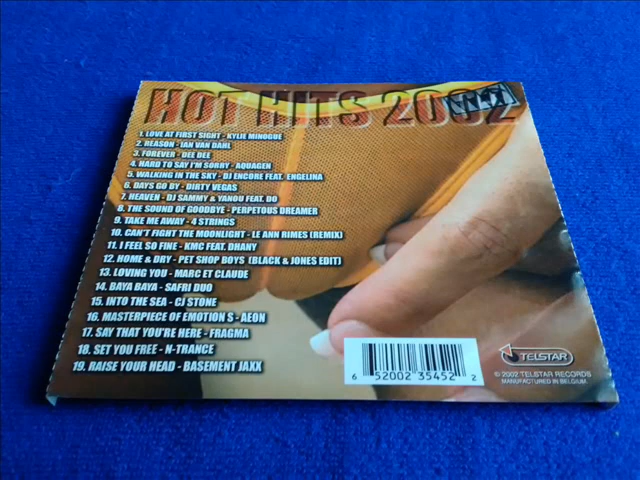 HOT HITS 2002
1. LOVE AT FIRST SIGHT - KYLIE MINOGUE
2. REASON - IAN VAN DAHL
3. FOREVER - DEE DEE
4. HARD TO SAY I'M SORRY - AQUAGEN
5. WALKING IN THE SKY - DJ ENCORE FEAT. ENGELINA
6. DAYS GO BY - DIRTY VEGAS
7. HEAVEN - DJ SAMMY & YANOU FEAT. DO
8. THE SOUND OF GOODBYE - PERPETOUS DREAMER
9. TAKE ME AWAY - 4 STRINGS
10. CAN'T FIGHT THE MOONLIGHT - LE ANN RIMES (REMIX)
11. I FEEL SO FINE - KMC FEAT. DHANY
12. HOME & DRY - PET SHOP BOYS (BLACK & JONES EDIT)
13. LOVING YOU - MARC ET CLAUDE
14. BAYA BAYA - SAFRI DUO
15. INTO THE SEA - CJ STONE
16. MASTERPIECE OF EMOTION S - AEON
17. SAY THAT YOU'RE HERE - FRAGMA
18. SET YOU FREE - N-TRANCE
19. RAISE YOUR HEAD - BASEMENT JAXX
6 52002 35452 2
TELSTAR
© 2002 TELSTAR RECORDS
MANUFACTURED IN BELGIUM.